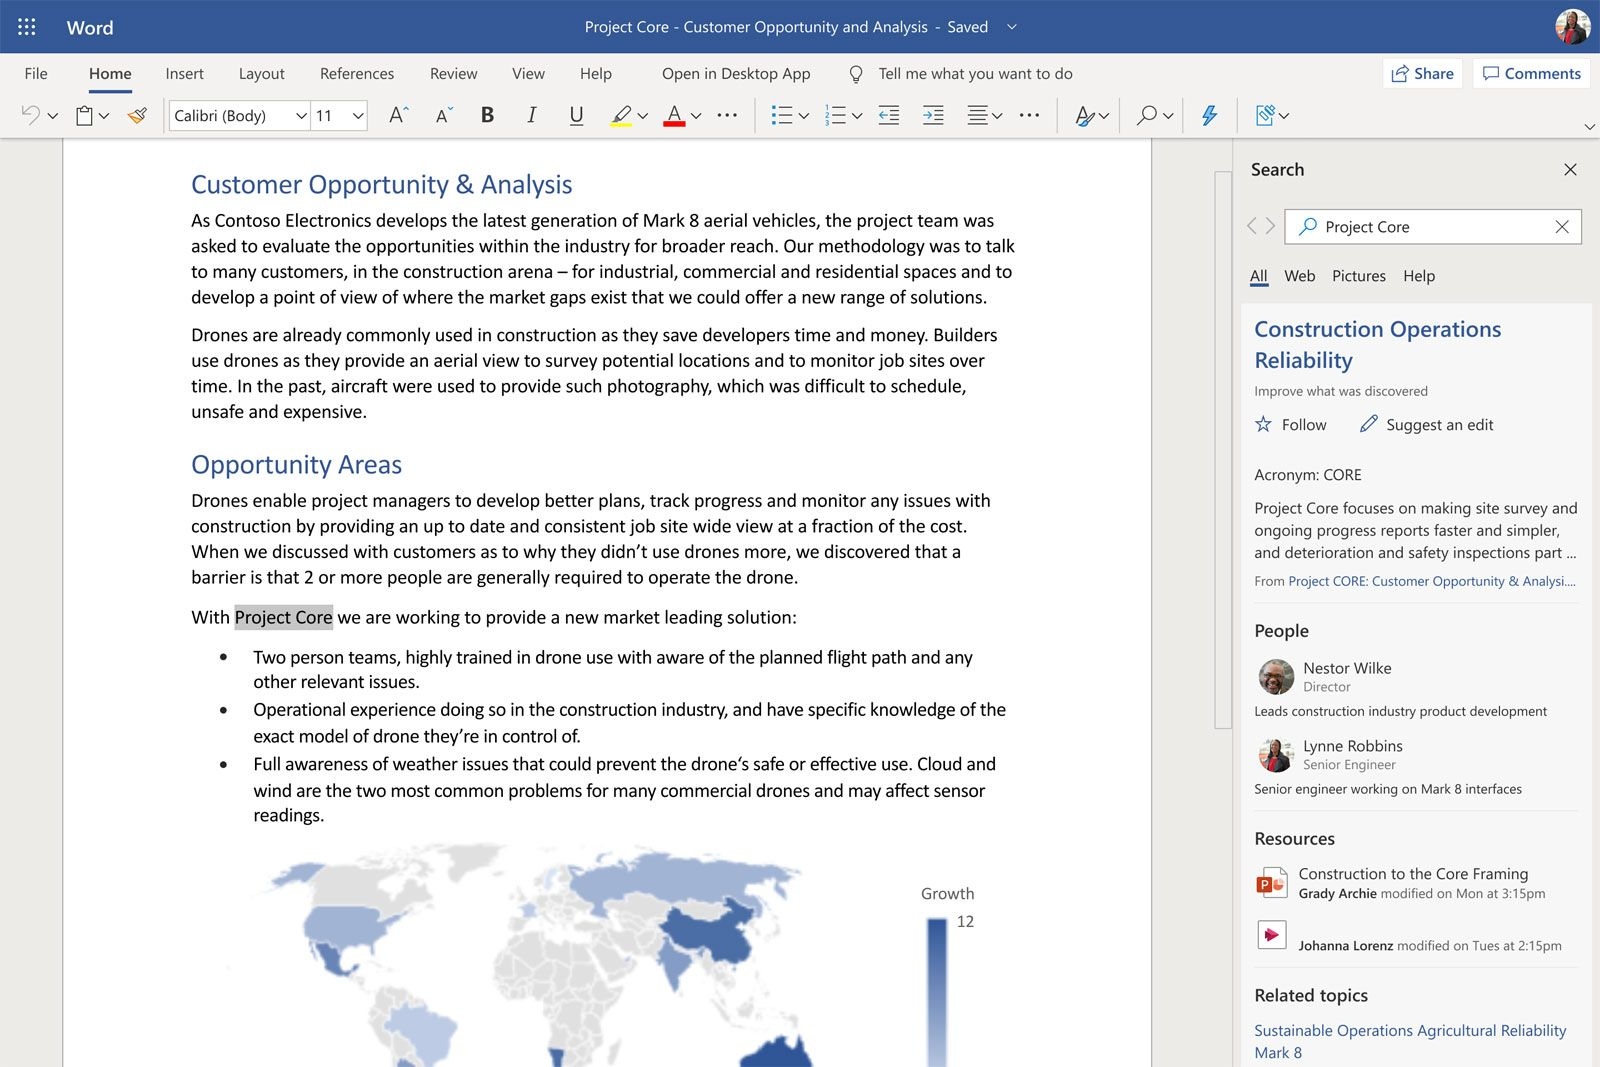 Word
Project Core - Customer Opportunity and Analysis - Saved
File Home Insert Layout References Review View Help Open in Desktop App Tell me what you want to do Share Comments
Calibri (Body) 11 A A B I U A
Customer Opportunity & Analysis
As Contoso Electronics develops the latest generation of Mark 8 aerial vehicles, the project team was
asked to evaluate the opportunities within the industry for broader reach. Our methodology was to talk
to many customers, in the construction arena – for industrial, commercial and residential spaces and to
develop a point of view of where the market gaps exist that we could offer a new range of solutions.
Drones are already commonly used in construction as they save developers time and money. Builders
use drones as they provide an aerial view to survey potential locations and to monitor job sites over
time. In the past, aircraft were used to provide such photography, which was difficult to schedule,
unsafe and expensive.
Opportunity Areas
Drones enable project managers to develop better plans, track progress and monitor any issues with
construction by providing an up to date and consistent job site wide view at a fraction of the cost.
When we discussed with customers as to why they didn’t use drones more, we discovered that a
barrier is that 2 or more people are generally required to operate the drone.
With Project Core we are working to provide a new market leading solution:
• Two person teams, highly trained in drone use with aware of the planned flight path and any
other relevant issues.
• Operational experience doing so in the construction industry, and have specific knowledge of the
exact model of drone they’re in control of.
• Full awareness of weather issues that could prevent the drone‘s safe or effective use. Cloud and
wind are the two most common problems for many commercial drones and may affect sensor
readings.
Growth
12
Search
Project Core
All Web Pictures Help
Construction Operations
Reliability
Improve what was discovered
Follow Suggest an edit
Acronym: CORE
Project Core focuses on making site survey and
ongoing progress reports faster and simpler,
and deterioration and safety inspections part ...
From Project CORE: Customer Opportunity & Analysi....
People
Nestor Wilke
Director
Leads construction industry product development
Lynne Robbins
Senior Engineer
Senior engineer working on Mark 8 interfaces
Resources
Construction to the Core Framing
Grady Archie modified on Mon at 3:15pm
Johanna Lorenz modified on Tues at 2:15pm
Related topics
Sustainable Operations Agricultural Reliability
Mark 8